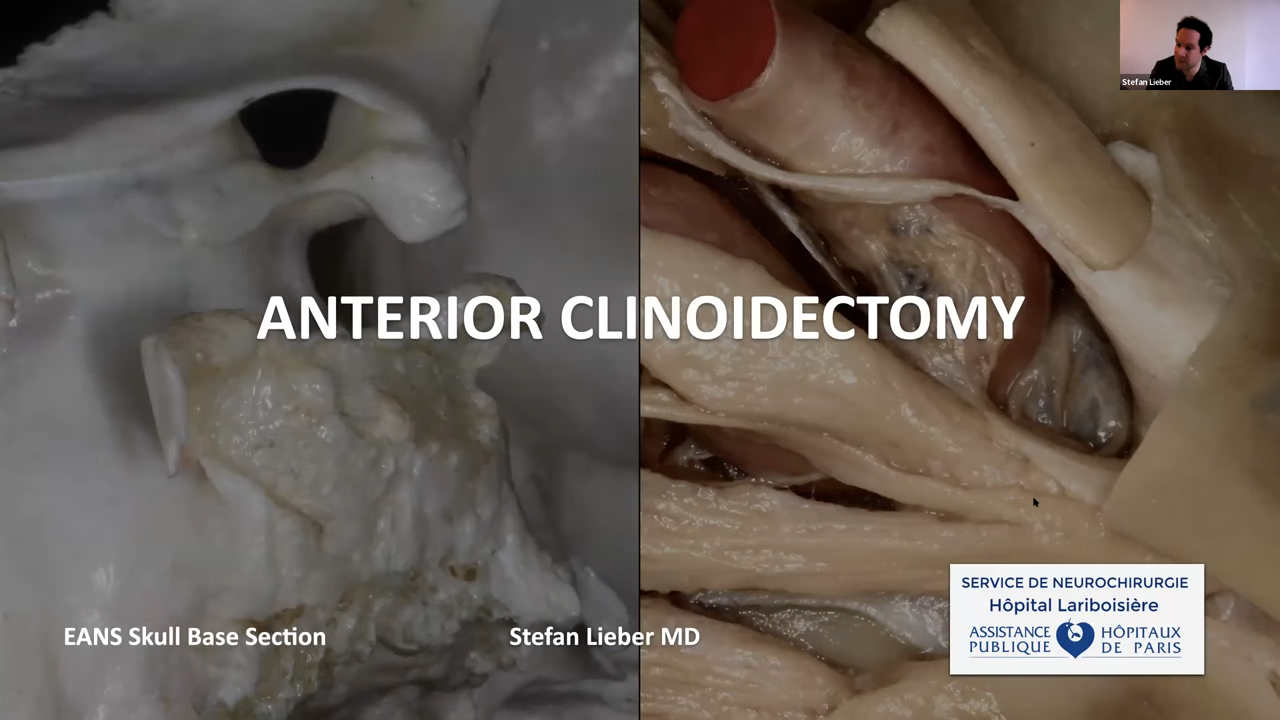 Stefan Lieber
ANTERIOR CLINOIDECTOMY
EANS Skull Base Section
Stefan Lieber MD
SERVICE DE NEUROCHIRURGIE
Hôpital Lariboisière
ASSISTANCE HÔPITAUX
PUBLIQUE DE PARIS